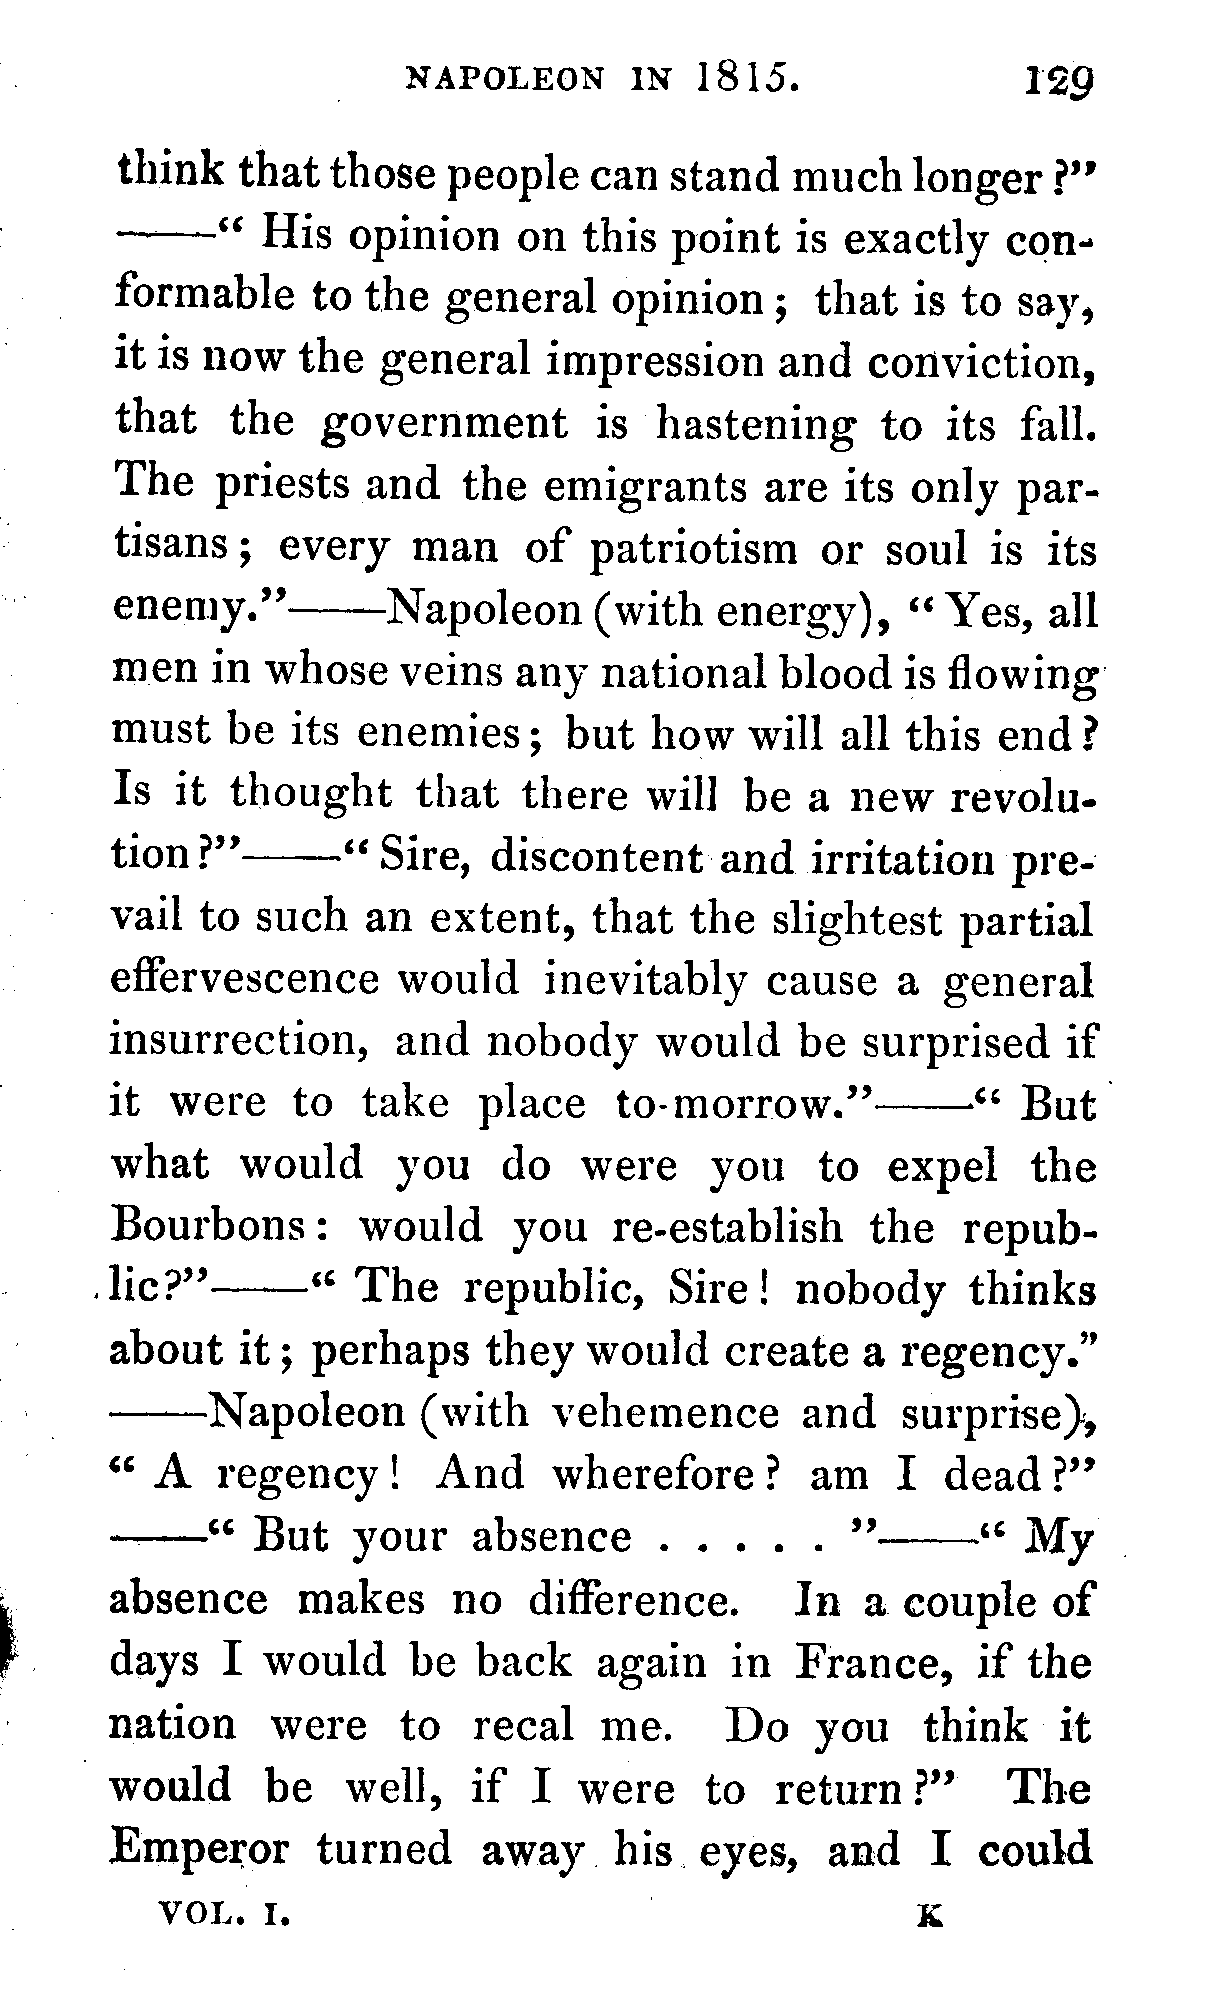 NAPOLEON IN 1815. 129
think that those people can stand much longer?"
——" His opinion on this point is exactly con-
formable to the general opinion; that is to say,
it is now the general impression and conviction,
that the government is hastening to its fall.
The priests and the emigrants are its only par-
tisans; every man of patriotism or soul is its
enemy."——Napoleon (with energy), " Yes, all
men in whose veins any national blood is flowing
must be its enemies; but how will all this end?
Is it thought that there will be a new revolu-
tion?"——" Sire, discontent and irritation pre-
vail to such an extent, that the slightest partial
effervescence would inevitably cause a general
insurrection, and nobody would be surprised if
it were to take place to-morrow."——" But
what would you do were you to expel the
Bourbons: would you re-establish the repub-
lic?"——" The republic, Sire! nobody thinks
about it; perhaps they would create a regency."
——Napoleon (with vehemence and surprise),
" A regency! And wherefore? am I dead?"
——" But your absence . . . . . "——" My
absence makes no difference. In a couple of
days I would be back again in France, if the
nation were to recal me. Do you think it
would be well, if I were to return?" The
Emperor turned away his eyes, and I could
VOL. I. K